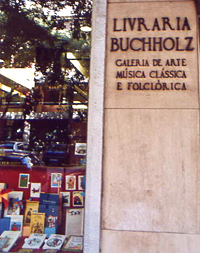 LIVRARIA
BUCHHOLZ
GALERIA DE ARTE
MÚSICA CLÁSSICA
E FOLCLÓRICA